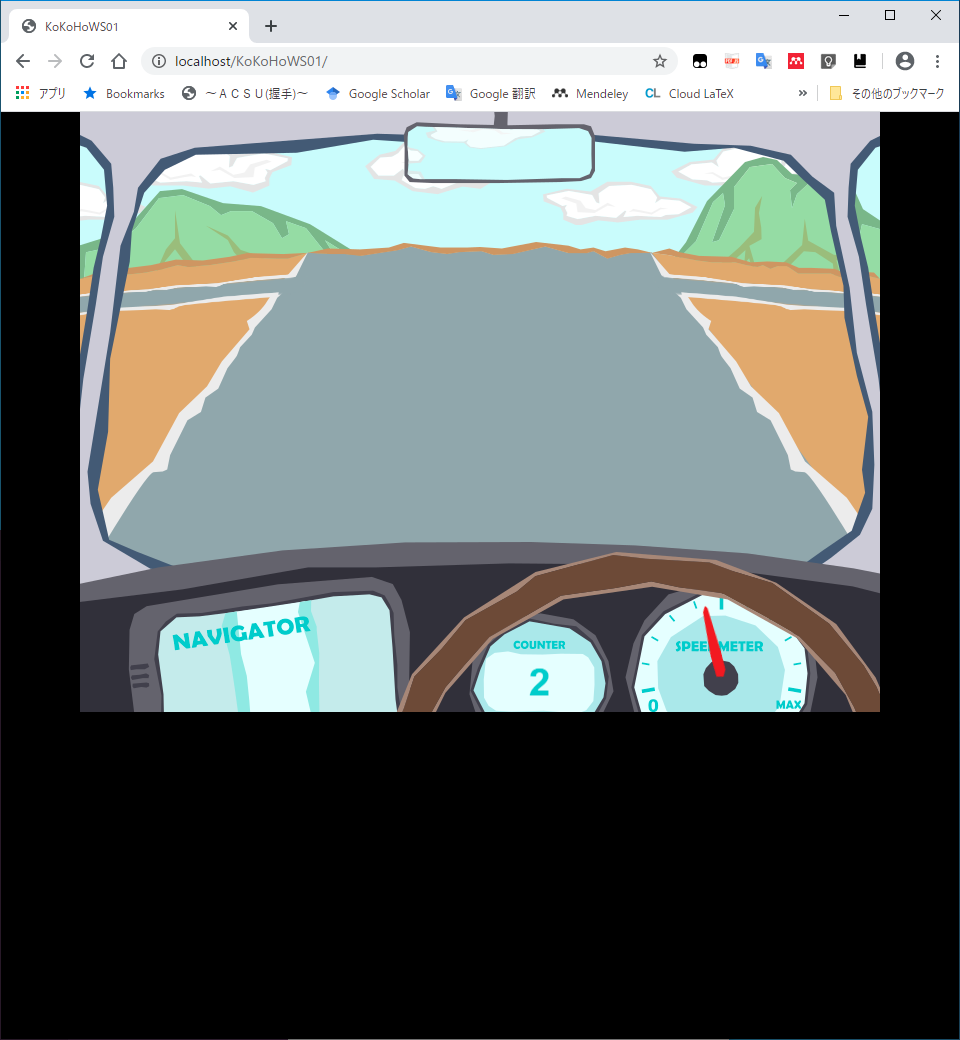 KoKoHoWS01
localhost/KoKoHoWS01/
アプリ
Bookmarks
～ＡＣＳＵ(握手)～
Google Scholar
Google 翻訳
Mendeley
CL Cloud LaTeX
»
その他のブックマーク
NAVIGATOR
COUNTER
2
SPEEDMETER
0
MAX